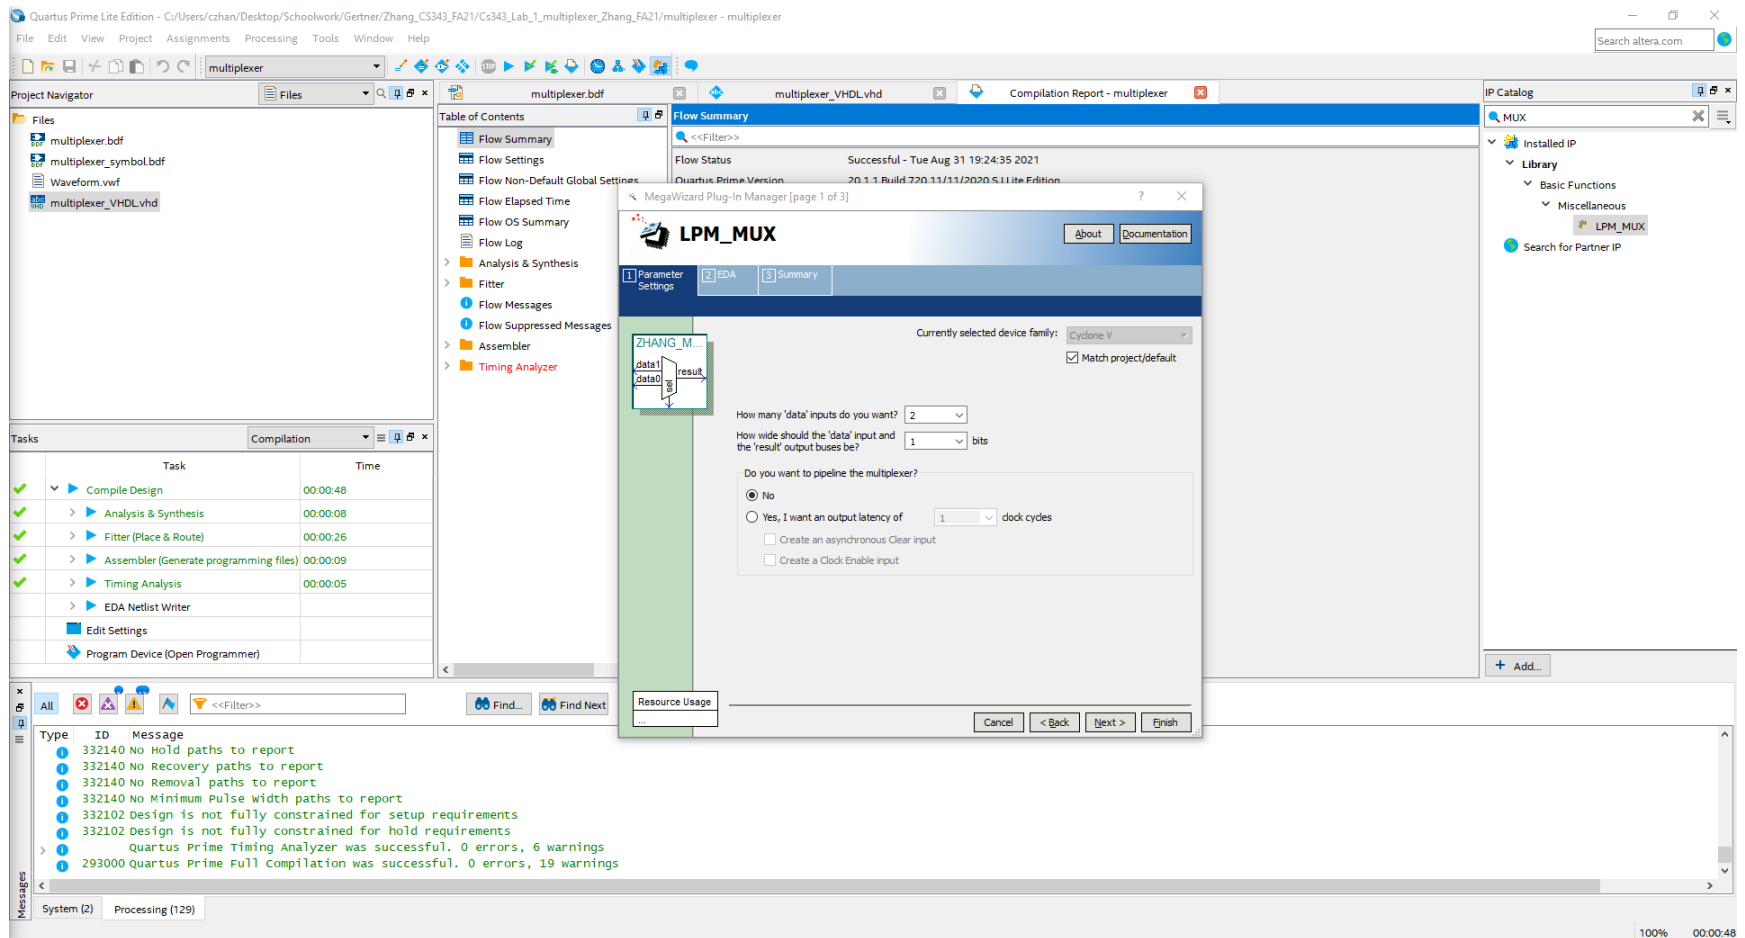 Quartus Prime Lite Edition - C:/Users/czhan/Desktop/Schoolwork/Gertner/Zhang_CS343_FA21/Cs343_Lab_1_multiplexer_Zhang_FA21/multiplexer - multiplexer
File Edit View Project Assignments Processing Tools Window Help
Search altera.com
multiplexer
Project Navigator
Files
Files
multiplexer.bdf
multiplexer_symbol.bdf
Waveform.vwf
multiplexer_VHDL.vhd
multiplexer.bdf
multiplexer_VHDL.vhd
Compilation Report - multiplexer
Table of Contents
Flow Summary
Flow Settings
Flow Non-Default Global Settings
Flow Elapsed Time
Flow OS Summary
Flow Log
Analysis & Synthesis
Fitter
Flow Messages
Flow Suppressed Messages
Assembler
Timing Analyzer
Flow Summary
<<Filter>>
Flow Status Successful - Tue Aug 31 19:24:35 2021
Quartus Prime Version 20.1.1 Build 720 11/11/2020 SJ Lite Edition
IP Catalog
MUX
Installed IP
Library
Basic Functions
Miscellaneous
LPM_MUX
Search for Partner IP
+ Add...
MegaWizard Plug-In Manager [page 1 of 3]
LPM_MUX
About
Documentation
1 Parameter Settings
2 EDA
3 Summary
ZHANG_M...
data1
data0
sel
result
Currently selected device family: Cyclone V
Match project/default
How many 'data' inputs do you want? 2
How wide should the 'data' input and
the 'result' output buses be? 1 bits
Do you want to pipeline the multiplexer?
No
Yes, I want an output latency of 1 clock cycles
Create an asynchronous Clear input
Create a Clock Enable input
Resource Usage
...
Cancel < Back Next > Finish
Tasks
Compilation
Task Time
Compile Design 00:00:48
Analysis & Synthesis 00:00:08
Fitter (Place & Route) 00:00:26
Assembler (Generate programming files) 00:00:09
Timing Analysis 00:00:05
EDA Netlist Writer
Edit Settings
Program Device (Open Programmer)
All
<<Filter>>
Find...
Find Next
Type ID Message
332140 No Hold paths to report
332140 No Recovery paths to report
332140 No Removal paths to report
332140 No Minimum Pulse Width paths to report
332102 Design is not fully constrained for setup requirements
332102 Design is not fully constrained for hold requirements
Quartus Prime Timing Analyzer was successful. 0 errors, 6 warnings
293000 Quartus Prime Full Compilation was successful. 0 errors, 19 warnings
Messages
System (2) Processing (129)
100% 00:00:48